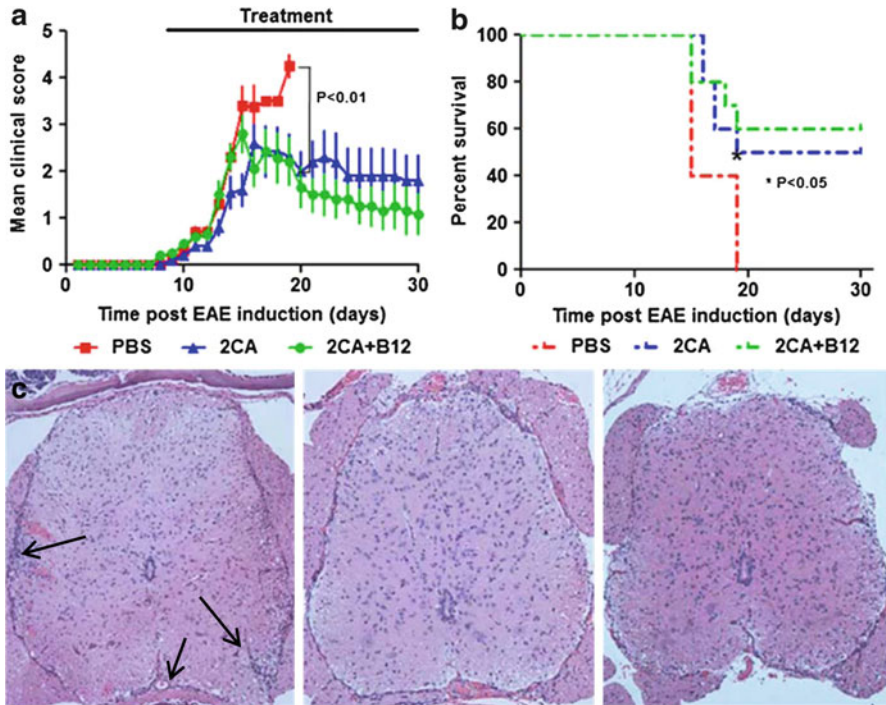 a
Treatment
Mean clinical score
5
4
3
2
1
0
P<0.01
0 10 20 30
Time post EAE induction (days)
PBS 2CA 2CA+B12
b
Percent survival
100
80
60
40
20
0
*
* P<0.05
0 10 20 30
Time post EAE induction (days)
PBS 2CA 2CA+B12
c